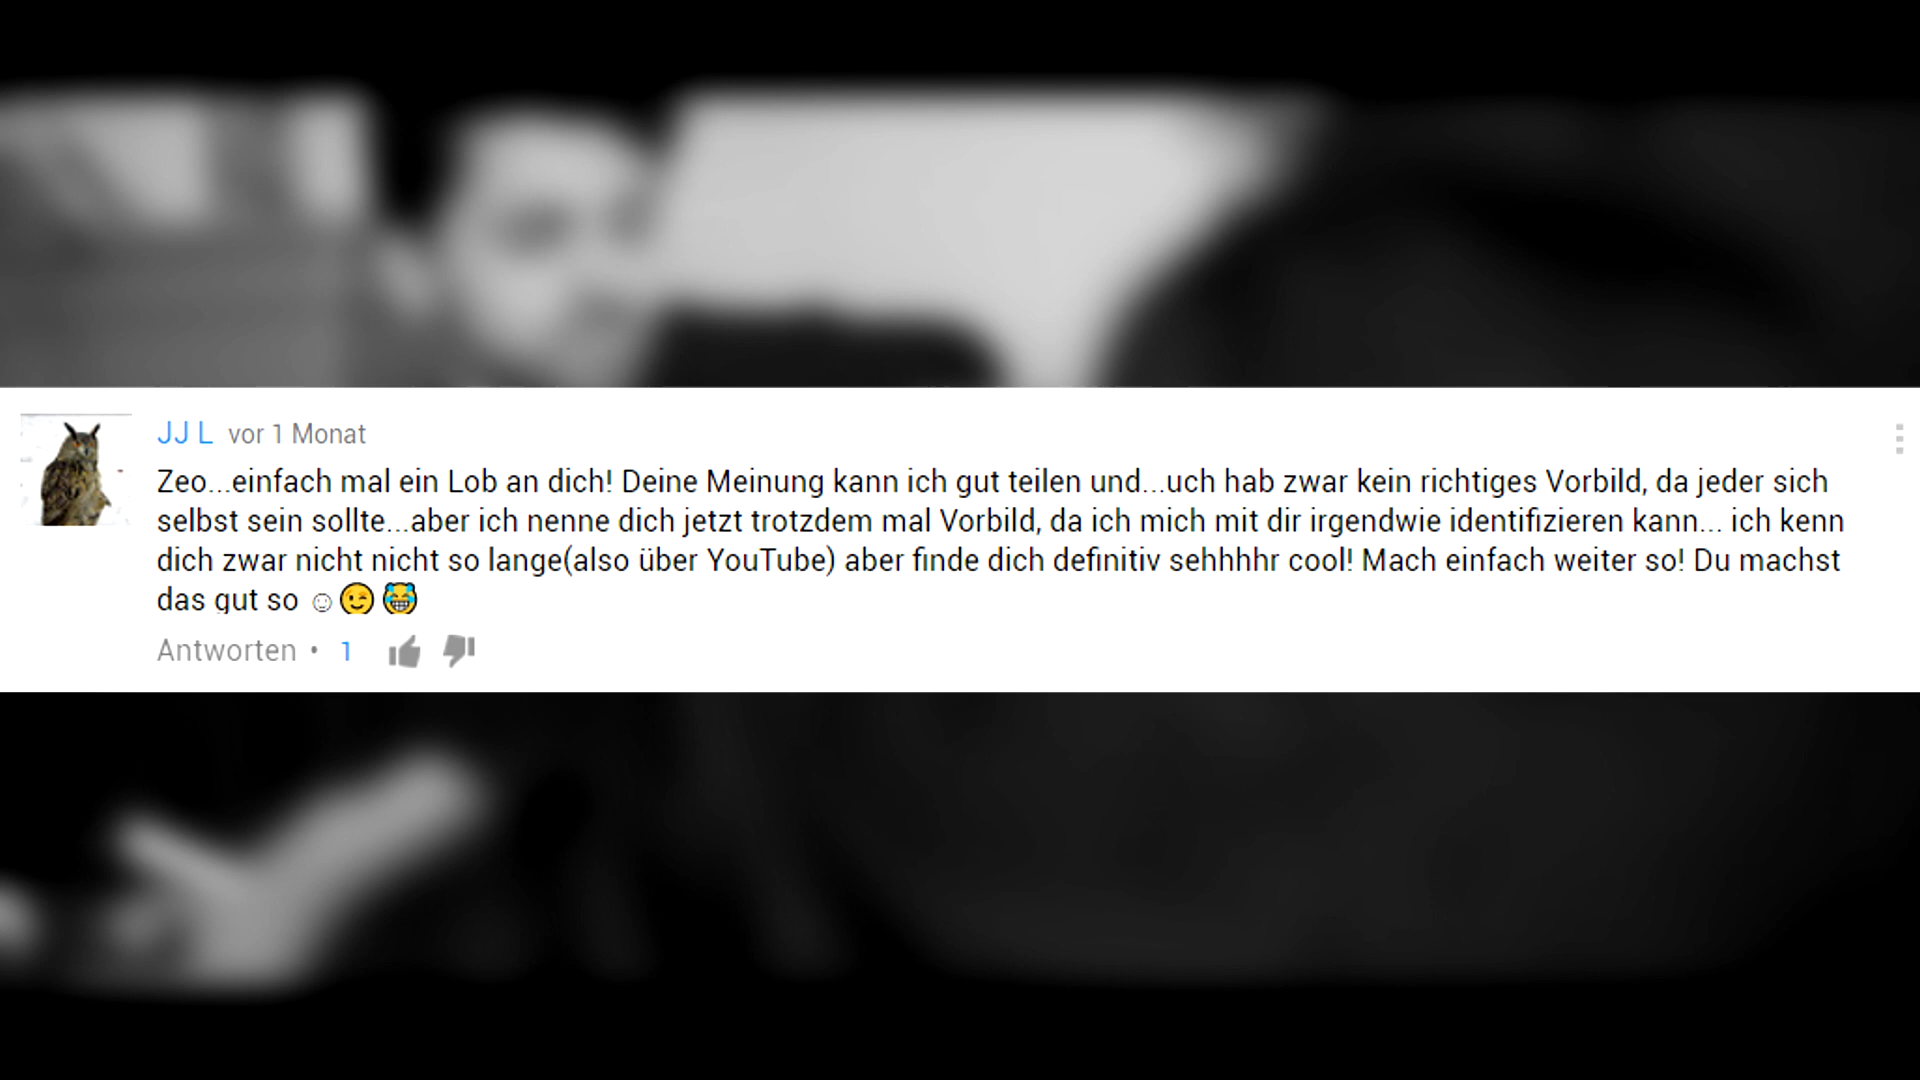 JJ L vor 1 Monat
Zeo...einfach mal ein Lob an dich! Deine Meinung kann ich gut teilen und...uch hab zwar kein richtiges Vorbild, da jeder sich
selbst sein sollte...aber ich nenne dich jetzt trotzdem mal Vorbild, da ich mich mit dir irgendwie identifizieren kann... ich kenn
dich zwar nicht nicht so lange(also über YouTube) aber finde dich definitiv sehhhhr cool! Mach einfach weiter so! Du machst
das gut so ☺😉😹
Antworten • 1